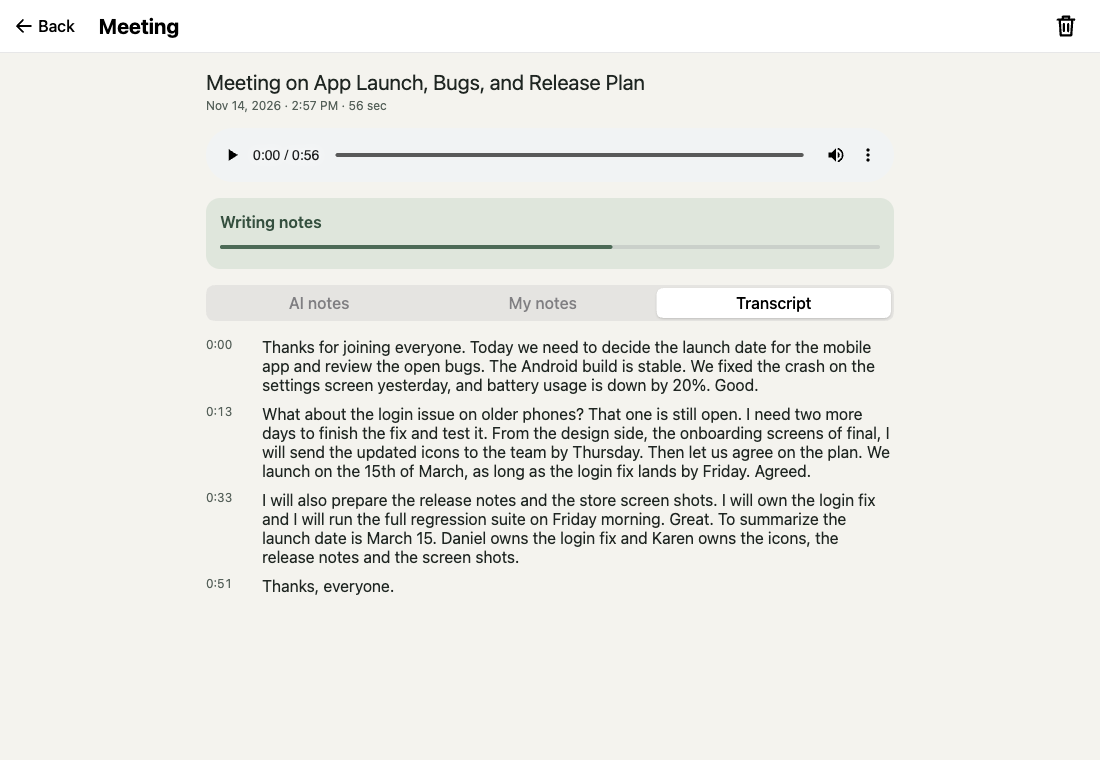 Back
Meeting
Meeting on App Launch, Bugs, and Release Plan
Nov 14, 2026 · 2:57 PM · 56 sec
0:00 / 0:56
Writing notes
AI notes
My notes
Transcript
0:00
Thanks for joining everyone. Today we need to decide the launch date for the mobile
app and review the open bugs. The Android build is stable. We fixed the crash on the
settings screen yesterday, and battery usage is down by 20%. Good.
0:13
What about the login issue on older phones? That one is still open. I need two more
days to finish the fix and test it. From the design side, the onboarding screens of final, I
will send the updated icons to the team by Thursday. Then let us agree on the plan. We
launch on the 15th of March, as long as the login fix lands by Friday. Agreed.
0:33
I will also prepare the release notes and the store screen shots. I will own the login fix
and I will run the full regression suite on Friday morning. Great. To summarize the
launch date is March 15. Daniel owns the login fix and Karen owns the icons, the
release notes and the screen shots.
0:51
Thanks, everyone.